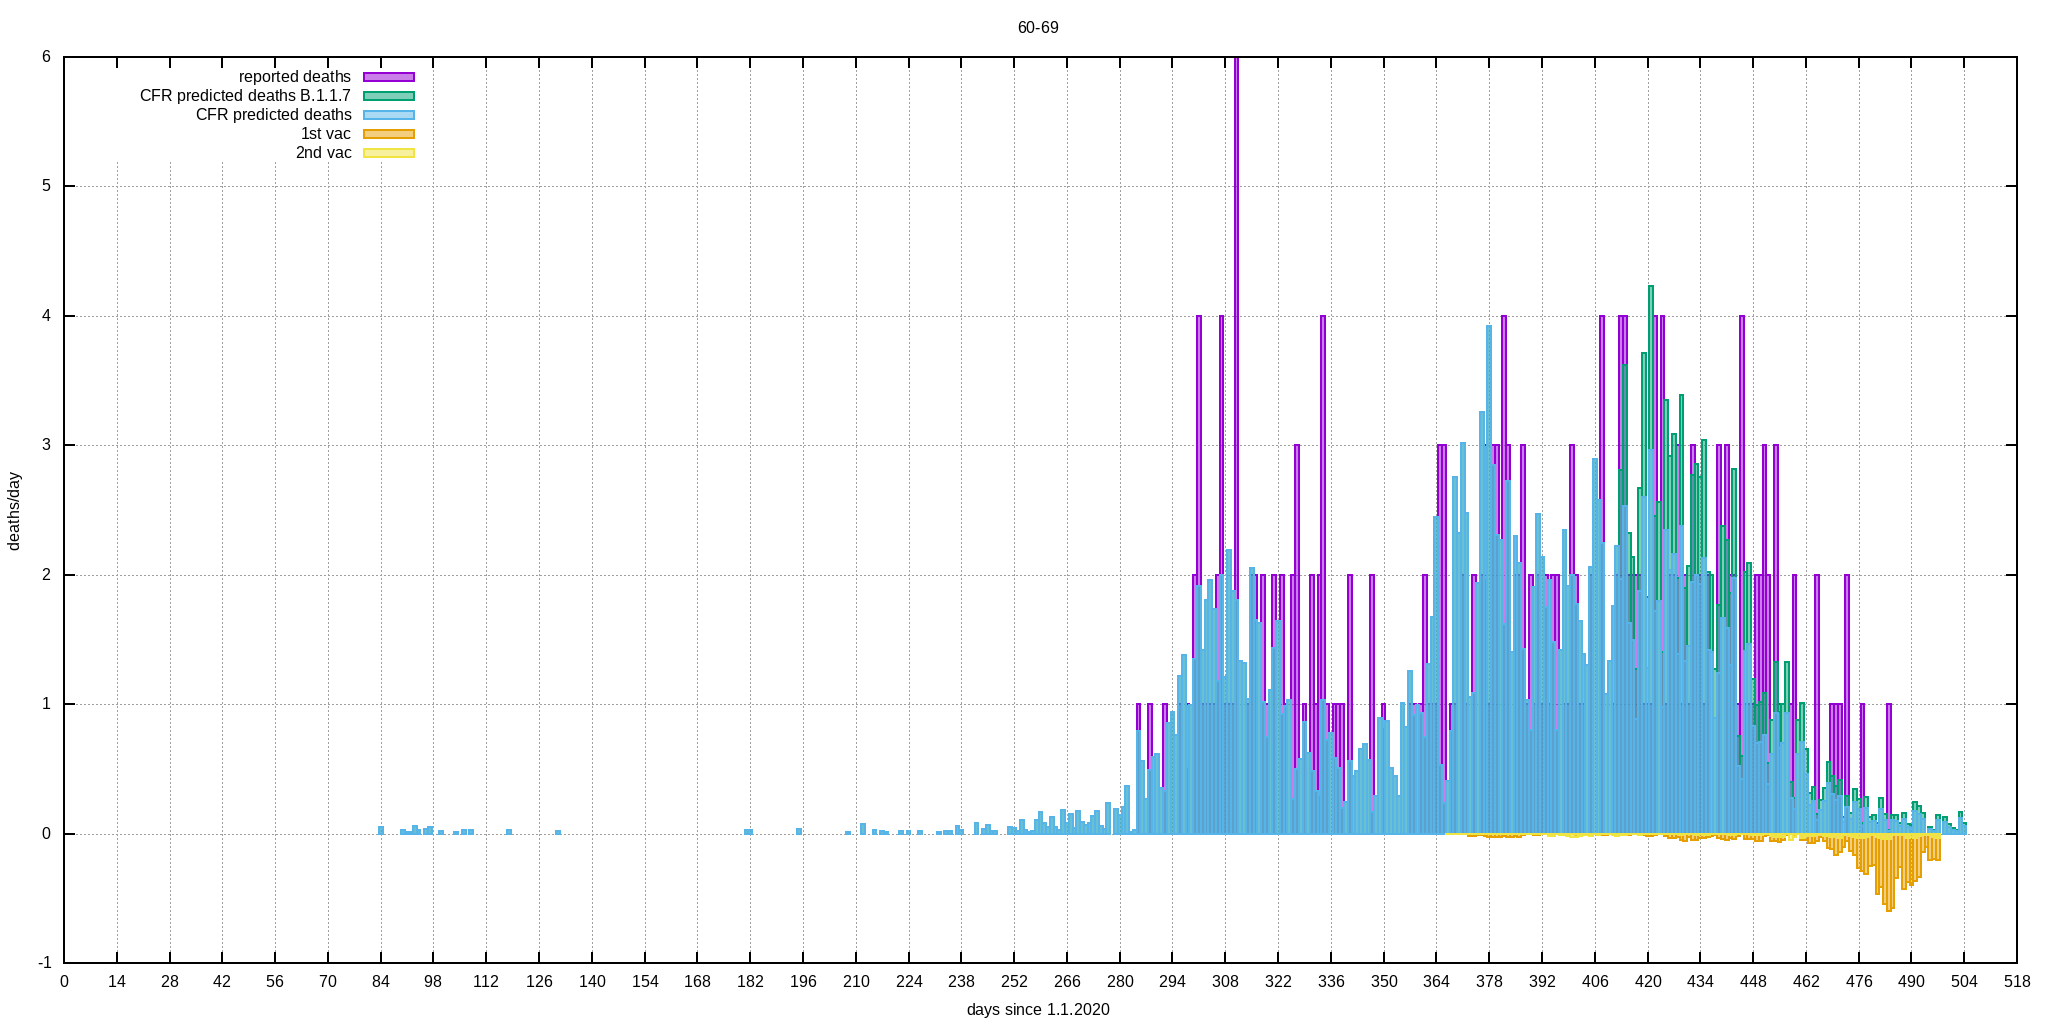 60-69
reported deaths
CFR predicted deaths B.1.1.7
CFR predicted deaths
1st vac
2nd vac
6
5
4
3
2
1
0
-1
deaths/day
0 14 28 42 56 70 84 98 112 126 140 154 168 182 196 210 224 238 252 266 280 294 308 322 336 350 364 378 392 406 420 434 448 462 476 490 504 518
days since 1.1.2020